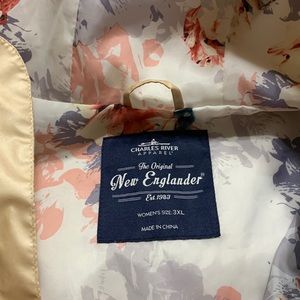 CHARLES RIVER
APPAREL
The Original
New Englander®
Est. 1983
WOMEN'S SIZE: 3XL
MADE IN CHINA